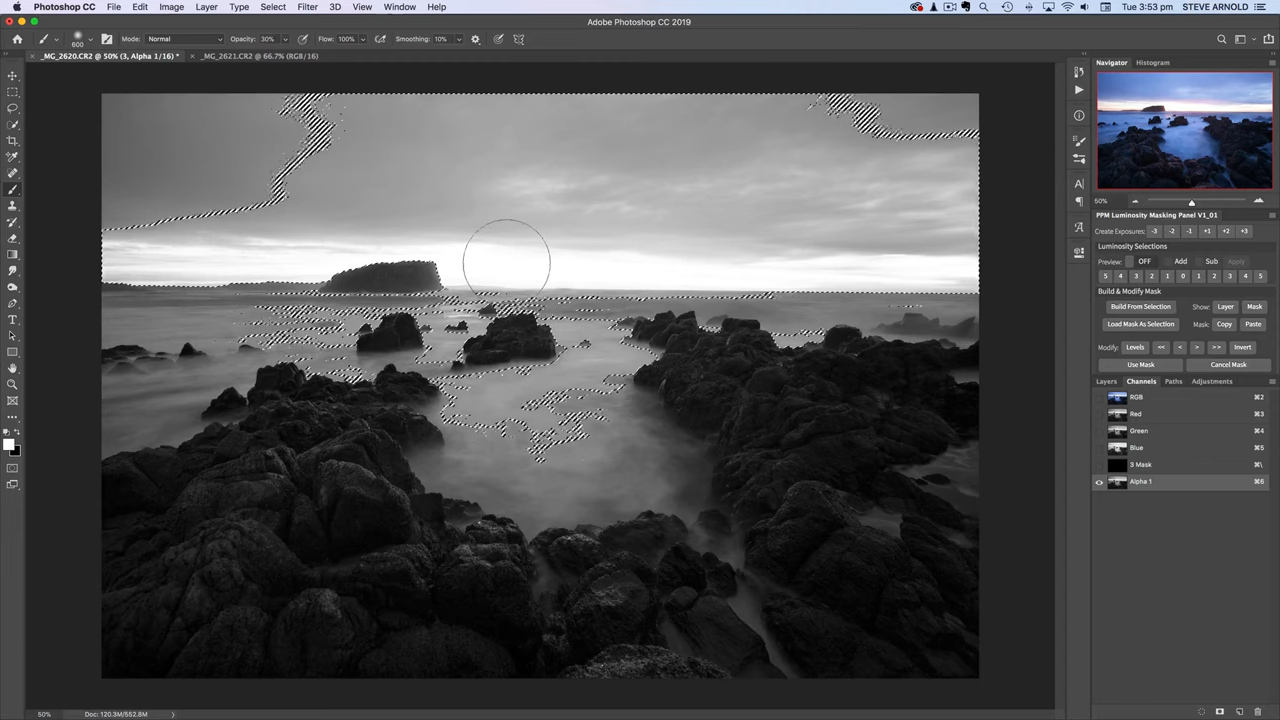 Photoshop CC File Edit Image Layer Type Select Filter 3D View Window Help Tue 3:53 pm STEVE ARNOLD
Adobe Photoshop CC 2019
600 Mode: Normal Opacity: 30% Flow: 100% Smoothing: 10%
_MG_2620.CR2 @ 50% (3, Alpha 1/16) * _MG_2621.CR2 @ 66.7% (RGB/16)
Navigator Histogram
50%
PPM Luminosity Masking Panel V1_01
Create Exposures: -3 -2 -1 +1 +2 +3
Luminosity Selections
Preview: OFF Add Sub Apply
5 4 3 2 1 0 1 2 3 4 5
Build & Modify Mask
Build From Selection Show: Layer Mask
Load Mask As Selection Mask: Copy Paste
Modify: Levels << < > >> Invert
Use Mask Cancel Mask
Layers Channels Paths Adjustments
RGB ⌘2
Red ⌘3
Green ⌘4
Blue ⌘5
3 Mask ⌘\
Alpha 1 ⌘6
50% Doc: 120.3M/552.8M